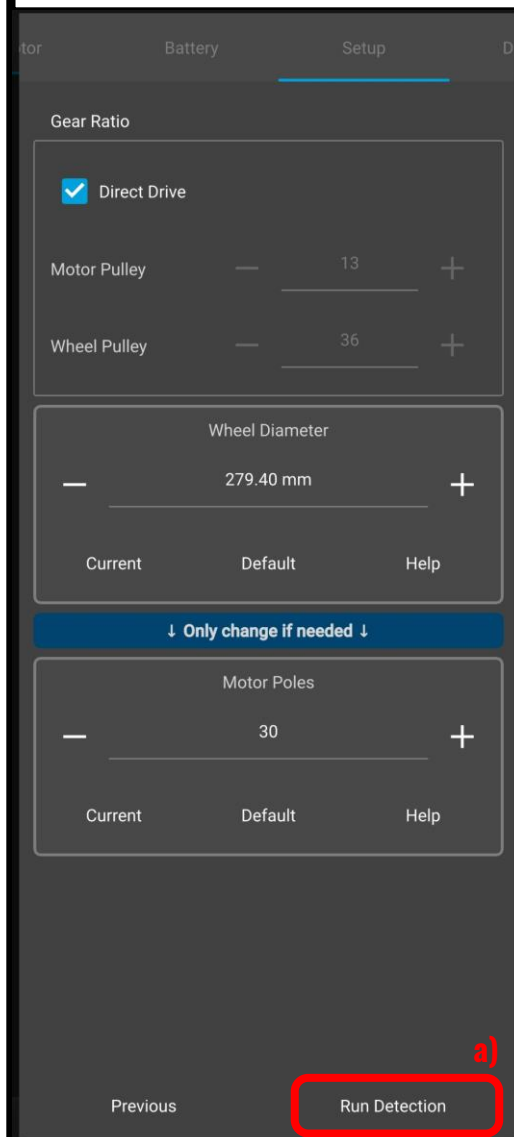 tor Battery Setup D
Gear Ratio
Direct Drive
Motor Pulley — 13 +
Wheel Pulley — 36 +
Wheel Diameter
— 279.40 mm +
Current Default Help
↓ Only change if needed ↓
Motor Poles
— 30 +
Current Default Help
a)
Previous Run Detection